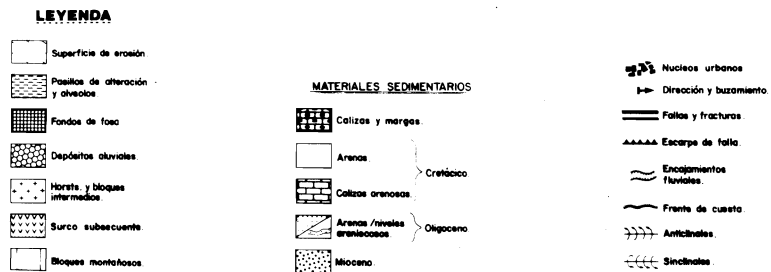 LEYENDA
Superficie de erosión.
Pasillos de alteración
y alveolos.
Fondos de fosa
Depósitos aluviales.
Horsts. y bloques
intermedios.
Surco subsecuente.
Bloques montañosos.
MATERIALES SEDIMENTARIOS
Calizas y margas.
Arenas.
Calizas arenosas.
Cretácico.
Arenas /niveles
areniscosos
Oligoceno.
Mioceno.
Nucleos urbanos
Dirección y buzamiento.
Fallas y fracturas.
Escarpe de falla.
Encajamientos
fluviales.
Frente de cuesta.
Anticlinales.
Sinclinales.